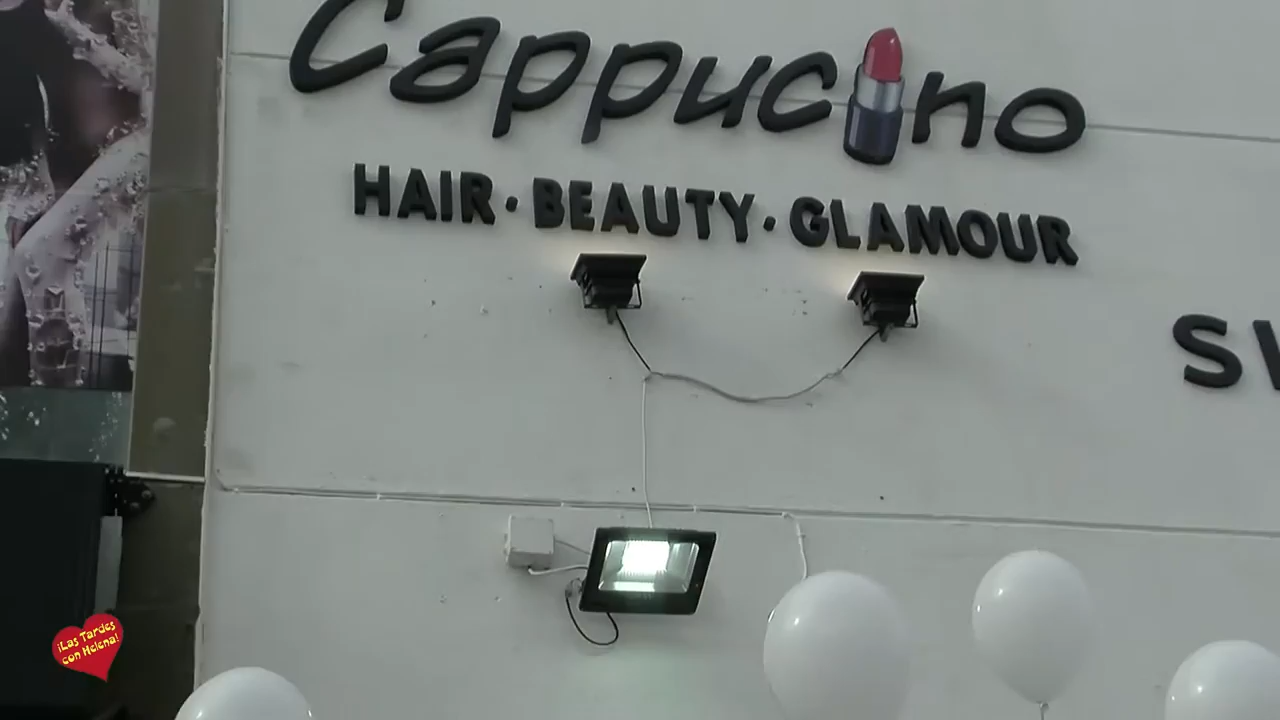 Cappucino
HAIR · BEAUTY · GLAMOUR
S
¡Las Tardes
con Helena!